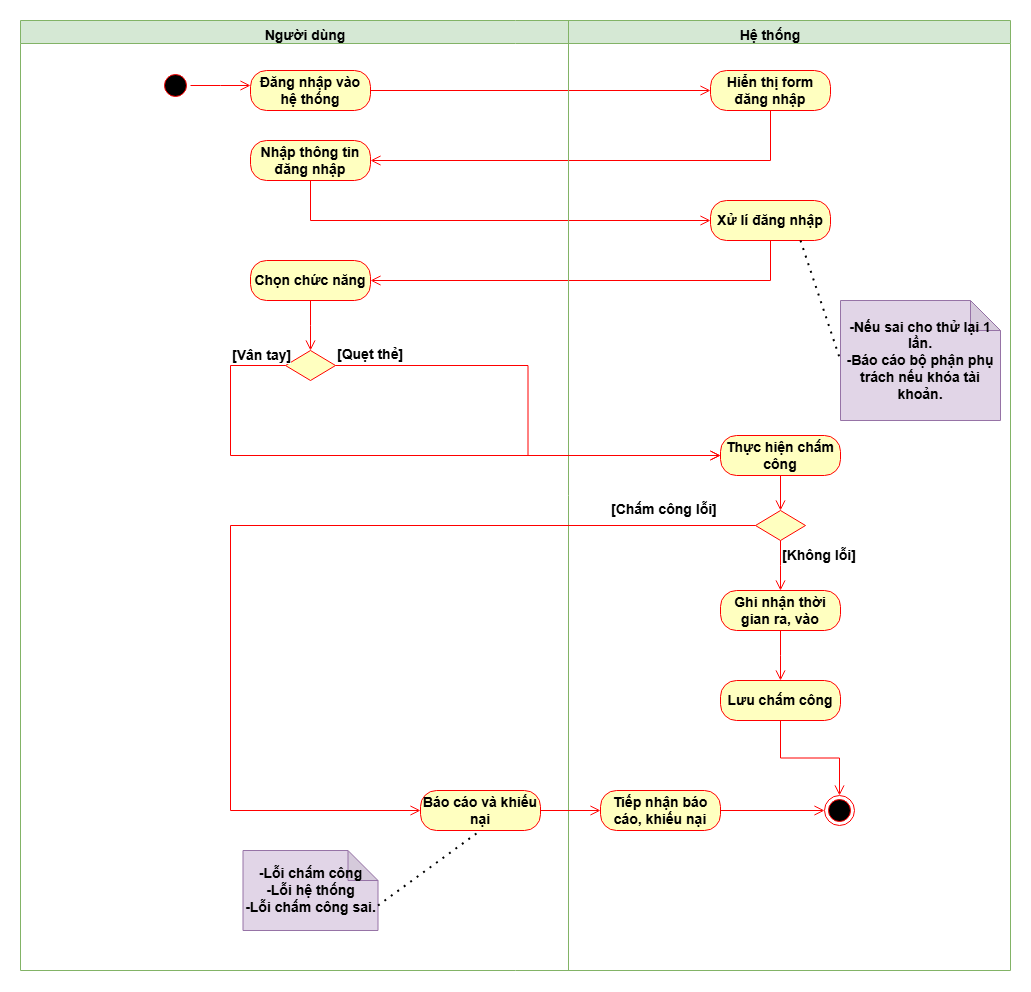 Người dùng
Hệ thống
Đăng nhập vào
hệ thống
Hiển thị form
đăng nhập
Nhập thông tin
đăng nhập
Xử lí đăng nhập
Chọn chức năng
-Nếu sai cho thử lại 1
lần.
-Báo cáo bộ phận phụ
trách nếu khóa tài
khoản.
[Vân tay]
[Quẹt thẻ]
Thực hiện chấm
công
[Chấm công lỗi]
[Không lỗi]
Ghi nhận thời
gian ra, vào
Lưu chấm công
Báo cáo và khiếu
nại
Tiếp nhận báo
cáo, khiếu nại
-Lỗi chấm công
-Lỗi hệ thống
-Lỗi chấm công sai.